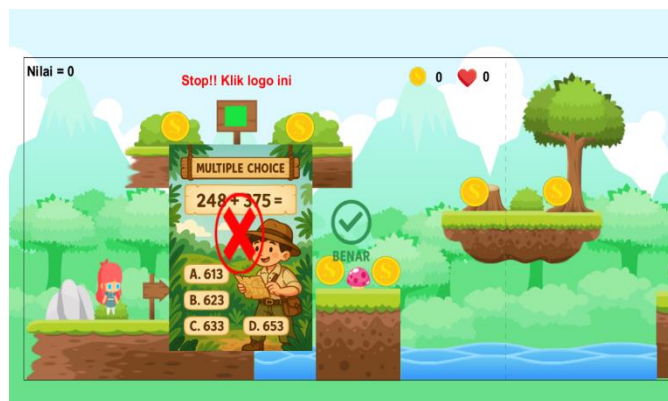 Nilai = 0
Stop!! Klik logo ini
0
0
MULTIPLE CHOICE
248 + 375 =
BENAR
A. 613
B. 623
C. 633
D. 653